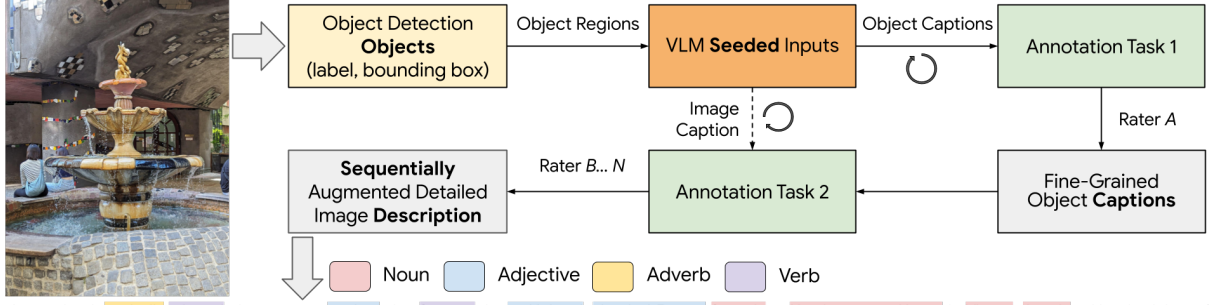 Object Detection
Objects
(label, bounding box)
Object Regions
VLM Seeded Inputs
Object Captions
Annotation Task 1
Image
Caption
Rater A
Sequentially
Augmented Detailed
Image Description
Rater B... N
Annotation Task 2
Fine-Grained
Object Captions
Noun
Adjective
Adverb
Verb